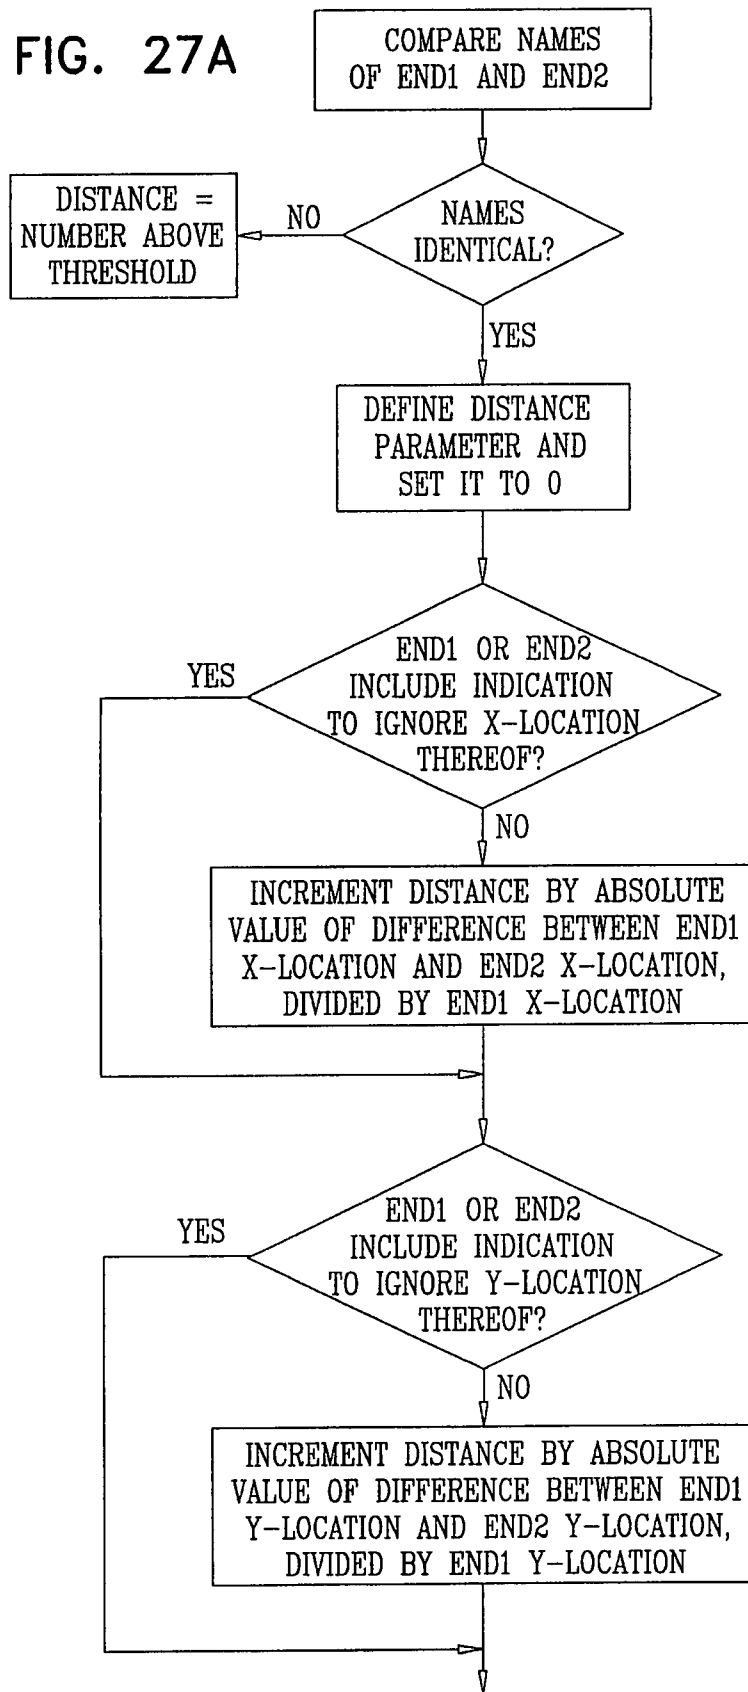 FIG. 27A
COMPARE NAMES
OF END1 AND END2
NAMES
IDENTICAL?
NO
DISTANCE =
NUMBER ABOVE
THRESHOLD
YES
DEFINE DISTANCE
PARAMETER AND
SET IT TO 0
END1 OR END2
INCLUDE INDICATION
TO IGNORE X-LOCATION
THEREOF?
YES
NO
INCREMENT DISTANCE BY ABSOLUTE
VALUE OF DIFFERENCE BETWEEN END1
X-LOCATION AND END2 X-LOCATION,
DIVIDED BY END1 X-LOCATION
END1 OR END2
INCLUDE INDICATION
TO IGNORE Y-LOCATION
THEREOF?
YES
NO
INCREMENT DISTANCE BY ABSOLUTE
VALUE OF DIFFERENCE BETWEEN END1
Y-LOCATION AND END2 Y-LOCATION,
DIVIDED BY END1 Y-LOCATION